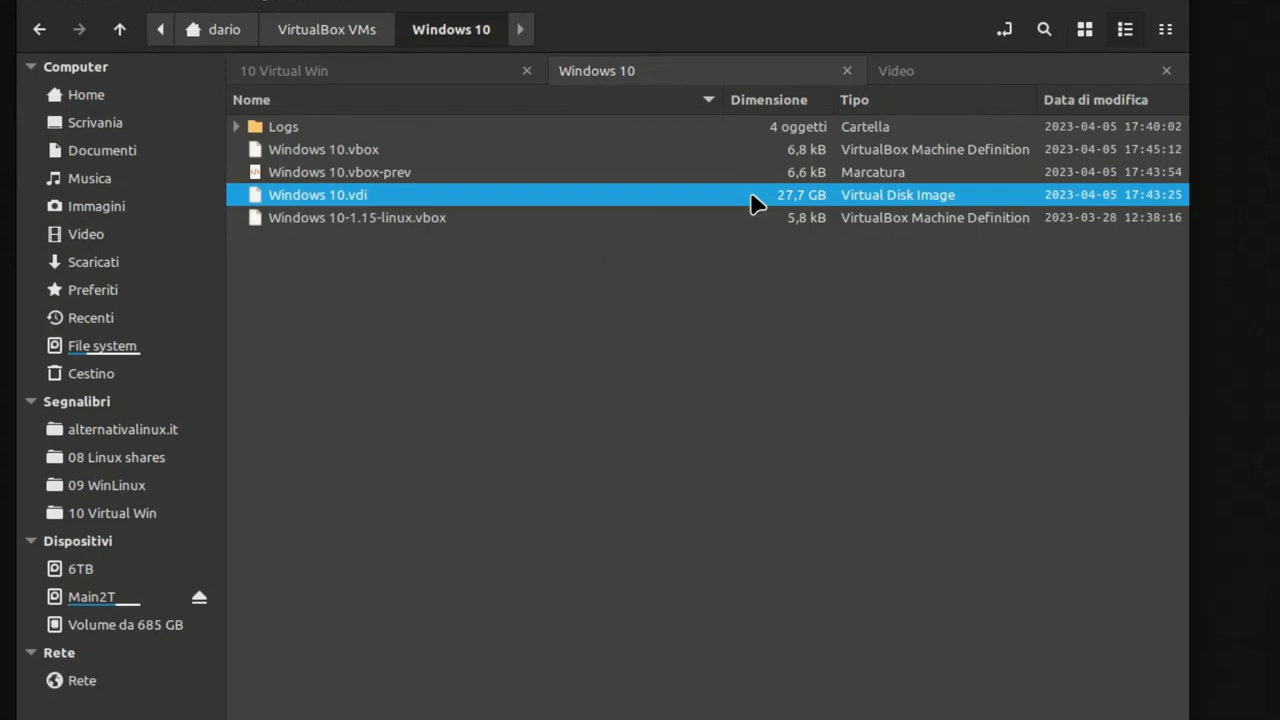 dario
VirtualBox VMs
Windows 10
10 Virtual Win
Windows 10
Video
Computer
Home
Scrivania
Documenti
Musica
Immagini
Video
Scaricati
Preferiti
Recenti
File system
Cestino
Segnalibri
alternativalinux.it
08 Linux shares
09 WinLinux
10 Virtual Win
Dispositivi
6TB
Main2T
Volume da 685 GB
Rete
Rete
Nome Dimensione Tipo Data di modifica
Logs 4 oggetti Cartella 2023-04-05 17:40:02
Windows 10.vbox 6,8 kB VirtualBox Machine Definition 2023-04-05 17:45:12
Windows 10.vbox-prev 6,6 kB Marcatura 2023-04-05 17:43:54
Windows 10.vdi 27,7 GB Virtual Disk Image 2023-04-05 17:43:25
Windows 10-1.15-linux.vbox 5,8 kB VirtualBox Machine Definition 2023-03-28 12:38:16